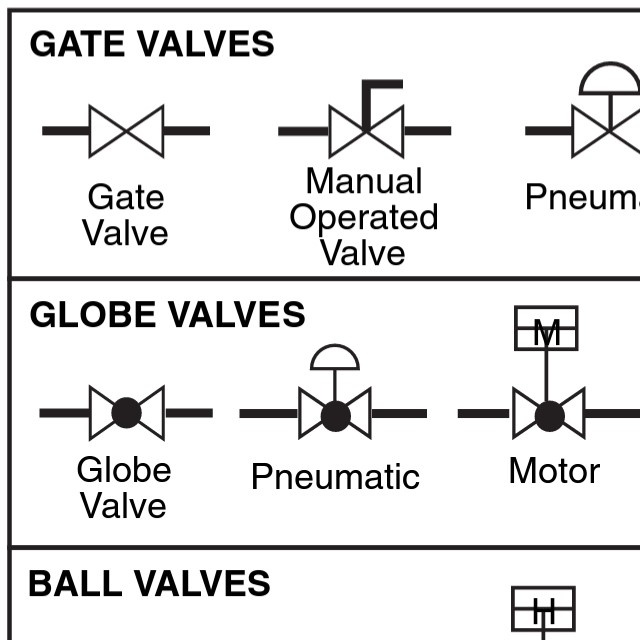 GATE VALVES
Gate
Valve
Manual
Operated
Valve
GLOBE VALVES
M
Globe
Valve
Pneumatic
Motor
BALL VALVES
H